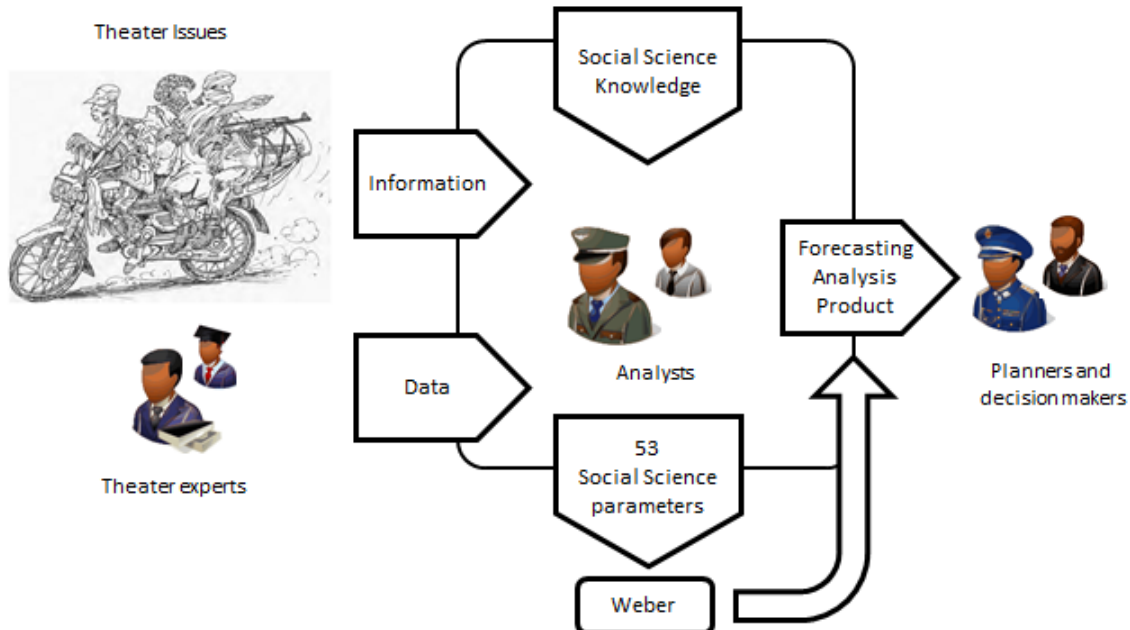 Theater Issues
Social Science
Knowledge
Information
Forecasting
Analysis
Product
Data
Analysts
Planners and
decision makers
Theater experts
53
Social Science
parameters
Weber